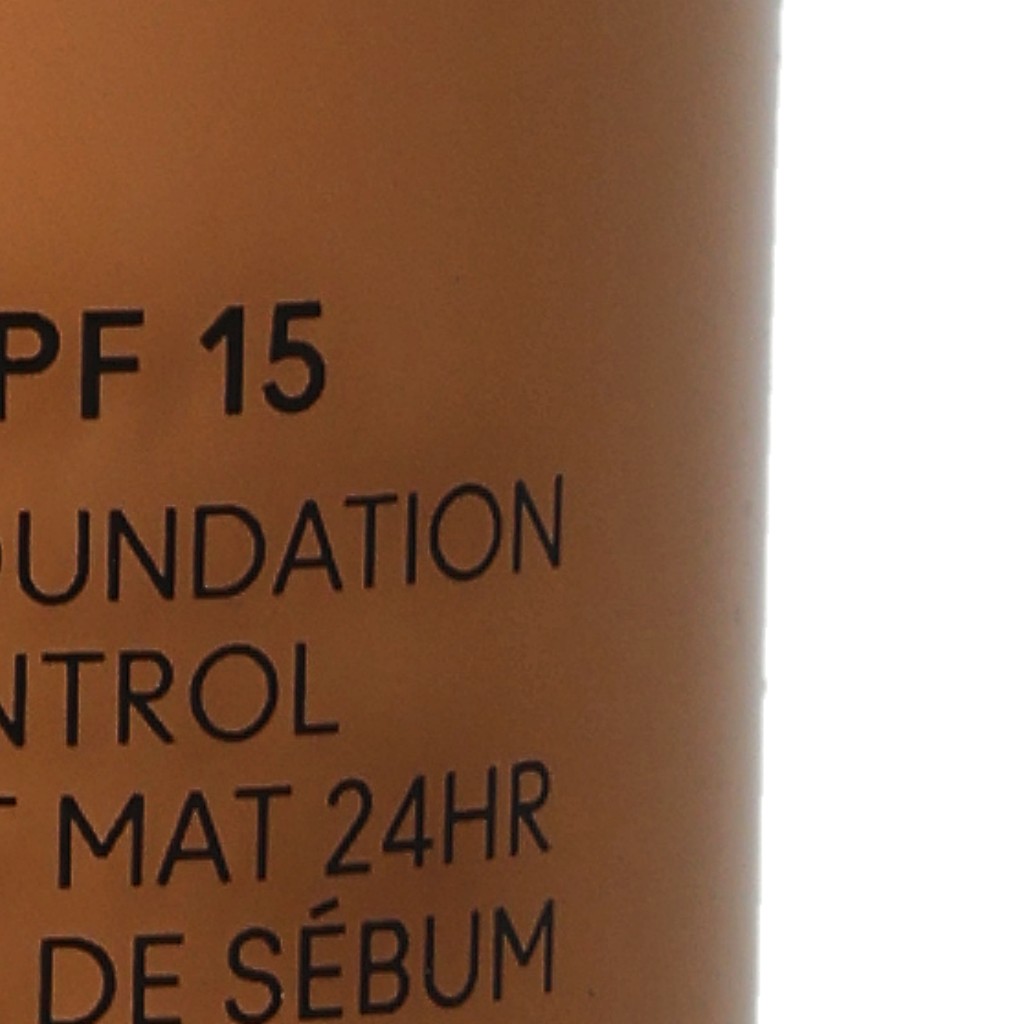 PF 15
OUNDATION
NTROL
T MAT 24HR
DE SÉBUM